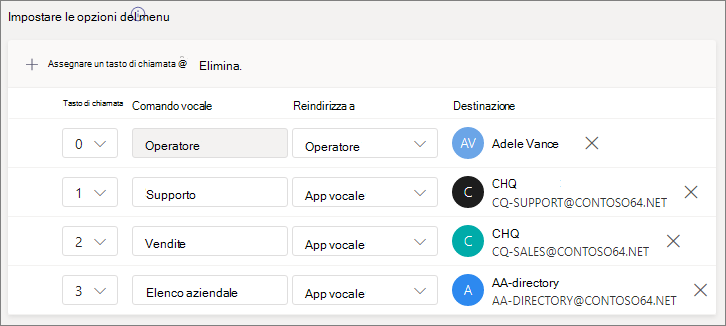 Impostare le opzioni del menu
Assegnare un tasto di chiamata @ Elimina.
Tasto di chiamata Comando vocale Reindirizza a Destinazione
0 Operatore Operatore AV Adele Vance
1 Supporto App vocale C CHQ
CQ-SUPPORT@CONTOSO64.NET
2 Vendite App vocale C CHQ
CQ-SALES@CONTOSO64.NET
3 Elenco aziendale App vocale A AA-directory
AA-DIRECTORY@CONTOSO64.NET